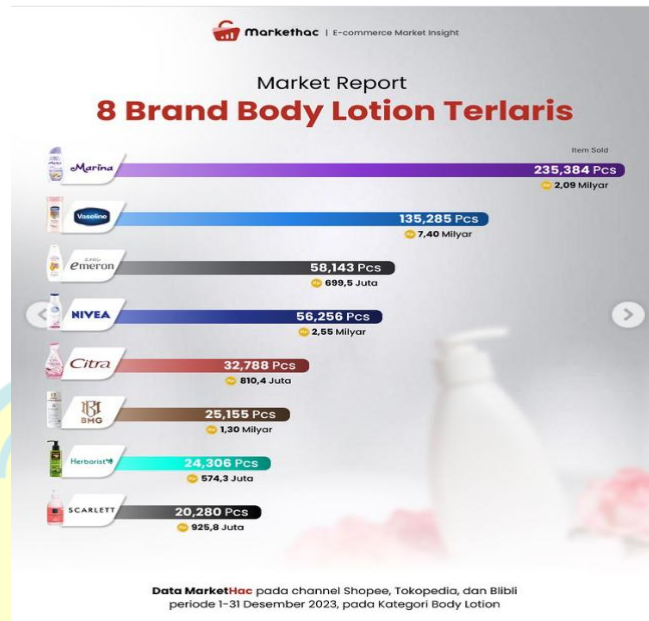 Markethac | E-commerce Market Insight
Market Report
8 Brand Body Lotion Terlaris
Item Sold
Marina
235,384 Pcs
2,09 Milyar
Vaseline
135,285 Pcs
7,40 Milyar
emeron
58,143 Pcs
699,5 Juta
NIVEA
56,256 Pcs
2,55 Milyar
Citra
32,788 Pcs
810,4 Juta
BMG
25,155 Pcs
1,30 Milyar
Herborist
24,306 Pcs
574,3 Juta
SCARLETT
20,280 Pcs
925,8 Juta
Data MarketHac pada channel Shopee, Tokopedia, dan Blibli
periode 1-31 Desember 2023, pada Kategori Body Lotion